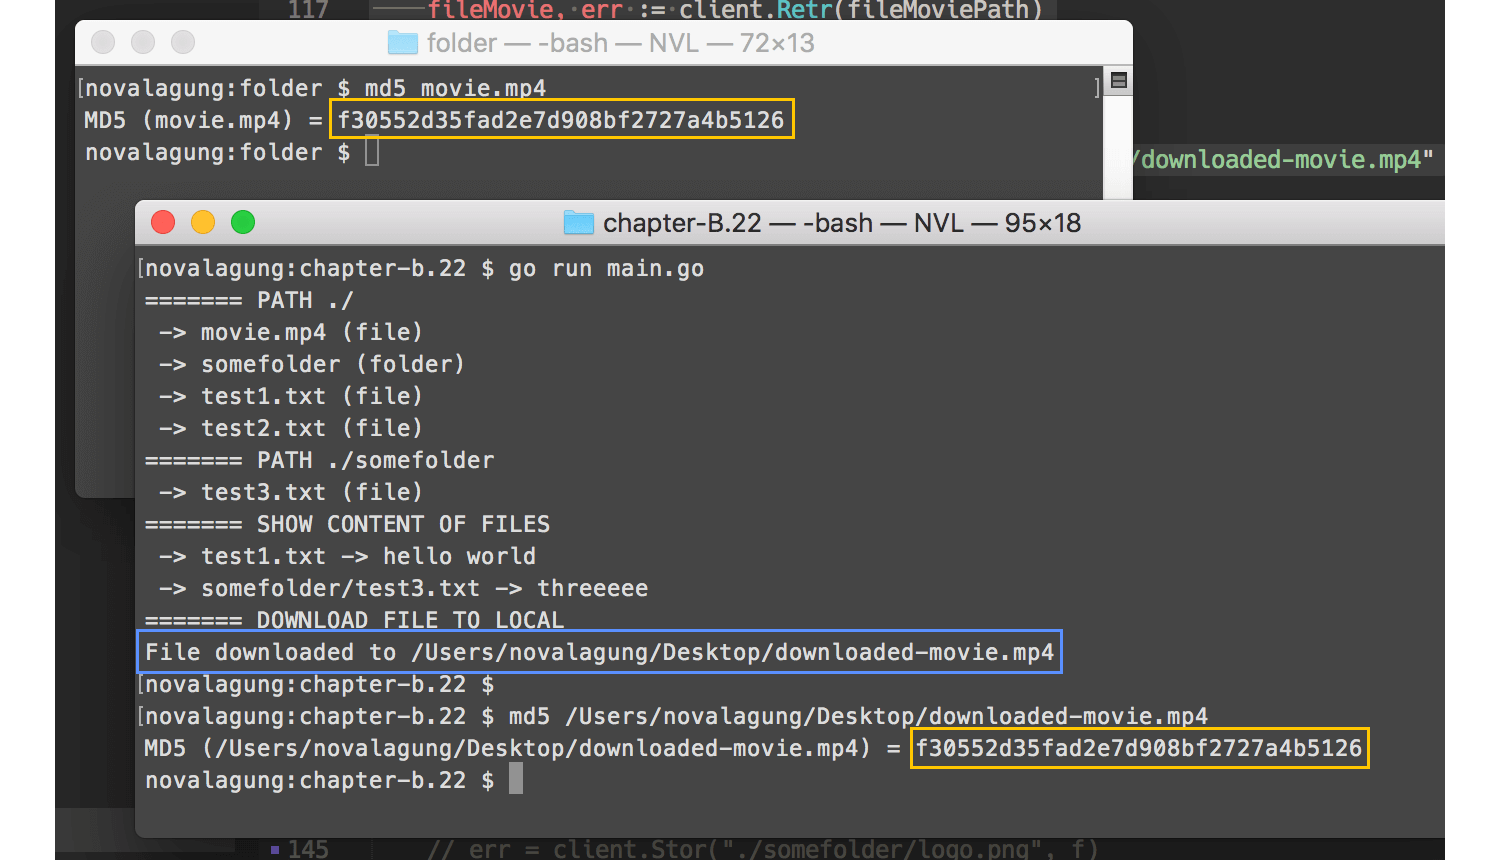 117 fileMovie, err := client.Retr(fileMoviePath)
folder — -bash — NVL — 72×13
[novalagung:folder $ md5 movie.mp4 ]
MD5 (movie.mp4) = f30552d35fad2e7d908bf2727a4b5126
novalagung:folder $
/downloaded-movie.mp4"
chapter-B.22 — -bash — NVL — 95×18
[novalagung:chapter-b.22 $ go run main.go
======= PATH ./
-> movie.mp4 (file)
-> somefolder (folder)
-> test1.txt (file)
-> test2.txt (file)
======= PATH ./somefolder
-> test3.txt (file)
======= SHOW CONTENT OF FILES
-> test1.txt -> hello world
-> somefolder/test3.txt -> threeeee
======= DOWNLOAD FILE TO LOCAL
File downloaded to /Users/novalagung/Desktop/downloaded-movie.mp4
[novalagung:chapter-b.22 $
[novalagung:chapter-b.22 $ md5 /Users/novalagung/Desktop/downloaded-movie.mp4
MD5 (/Users/novalagung/Desktop/downloaded-movie.mp4) = f30552d35fad2e7d908bf2727a4b5126
novalagung:chapter-b.22 $
145 // err = client.Stor("./somefolder/logo.png", f)